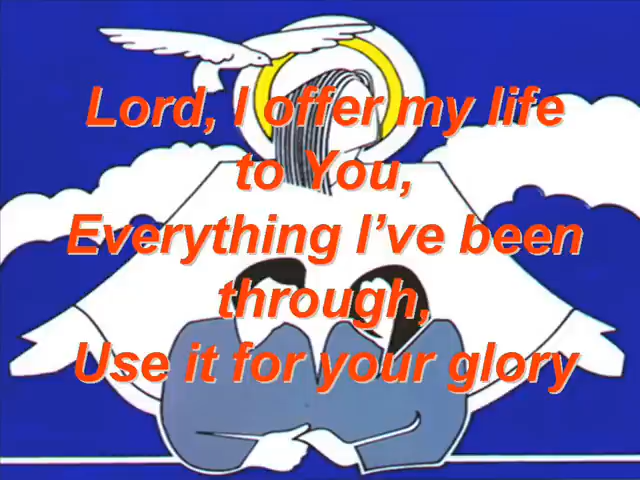 Lord, I offer my life
to You,
Everything I’ve been
through,
Use it for your glory